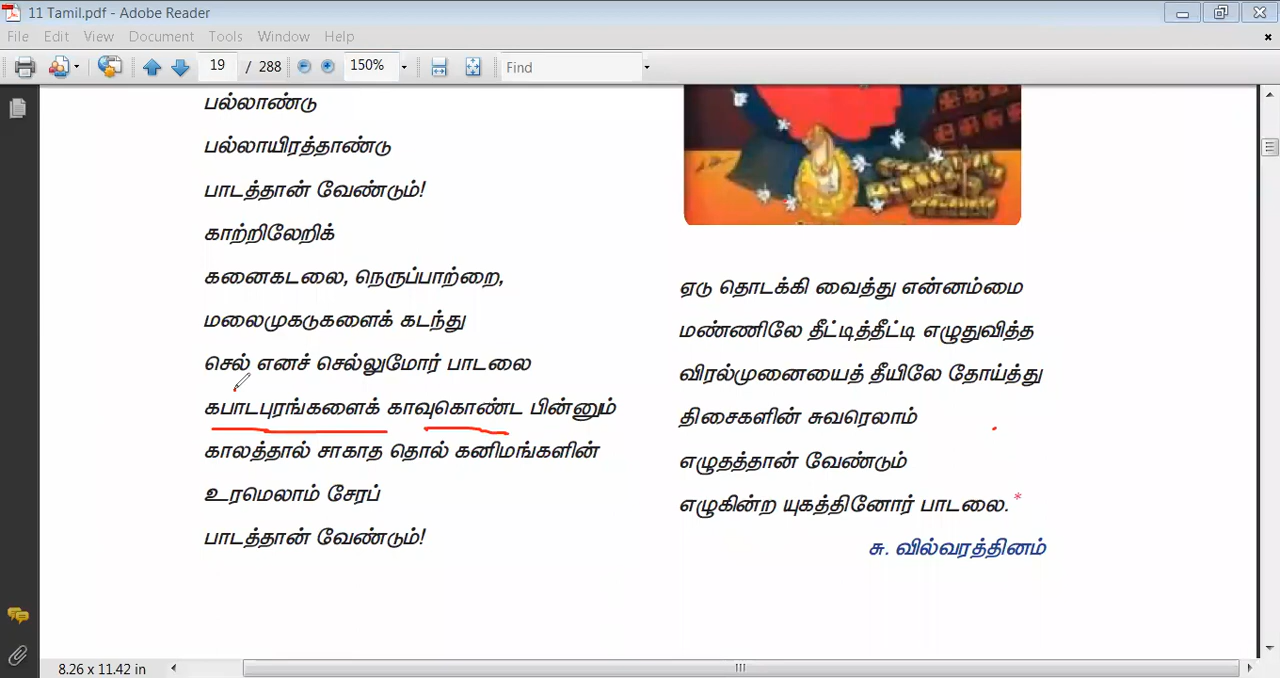 11 Tamil.pdf - Adobe Reader
File Edit View Document Tools Window Help
19 / 288 150% Find
பல்லாண்டு
பல்லாயிரத்தாண்டு
பாடத்தான் வேண்டும்!
காற்றிலேறிக்
கனைகடலை, நெருப்பாற்றை,
மலைமுகடுகளைக் கடந்து
செல் எனச் செல்லுமோர் பாடலை
கபாடபுரங்களைக் காவுகொண்ட பின்னும்
காலத்தால் சாகாத தொல் கனிமங்களின்
உரமெலாம் சேரப்
பாடத்தான் வேண்டும்!
ஏடு தொடக்கி வைத்து என்னம்மை
மண்ணிலே தீட்டித்தீட்டி எழுதுவித்த
விரல்முனையைத் தீயிலே தோய்த்து
திசைகளின் சுவரெலாம்
எழுதத்தான் வேண்டும்
எழுகின்ற யுகத்தினோர் பாடலை.*
சு. வில்வரத்தினம்
8.26 x 11.42 in